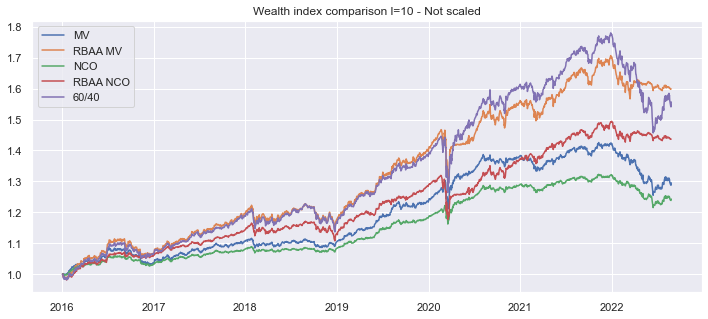 Wealth index comparison l=10 - Not scaled
1.8
1.7
1.6
1.5
1.4
1.3
1.2
1.1
1.0
MV
RBAA MV
NCO
RBAA NCO
60/40
2016 2017 2018 2019 2020 2021 2022